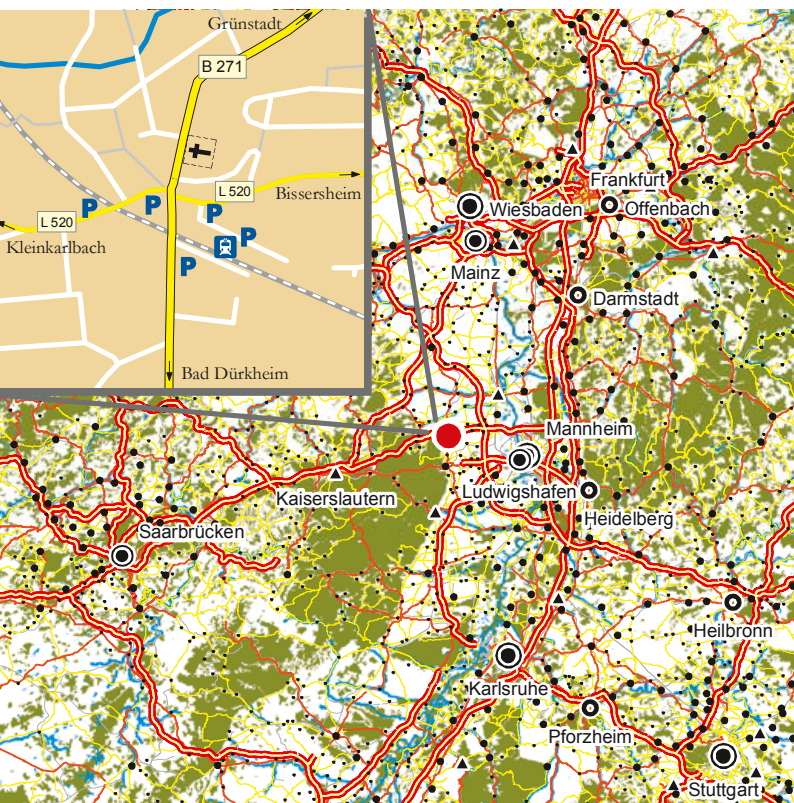 Grünstadt
B 271
L 520
Bissersheim
P
P
P
L 520
Kleinkarlbach
P
P
Bad Dürkheim
Frankfurt
Wiesbaden
Offenbach
Mainz
Darmstadt
Mannheim
Kaiserslautern
Ludwigshafen
Heidelberg
Saarbrücken
Heilbronn
Karlsruhe
Pforzheim
Stuttgart